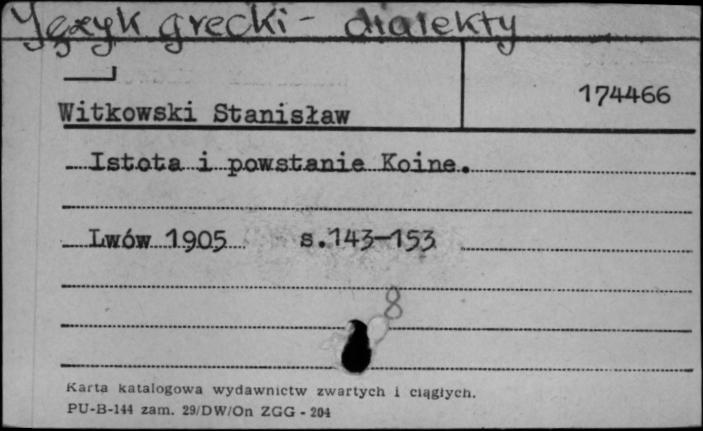 Język grecki - dialekty
174466
Witkowski Stanisław
Istota i powstanie Koine.
Lwów 1905 s.143-153
8
Karta katalogowa wydawnictw zwartych i ciągłych.
PU-B-144 zam. 29/DW/On ZGG - 204